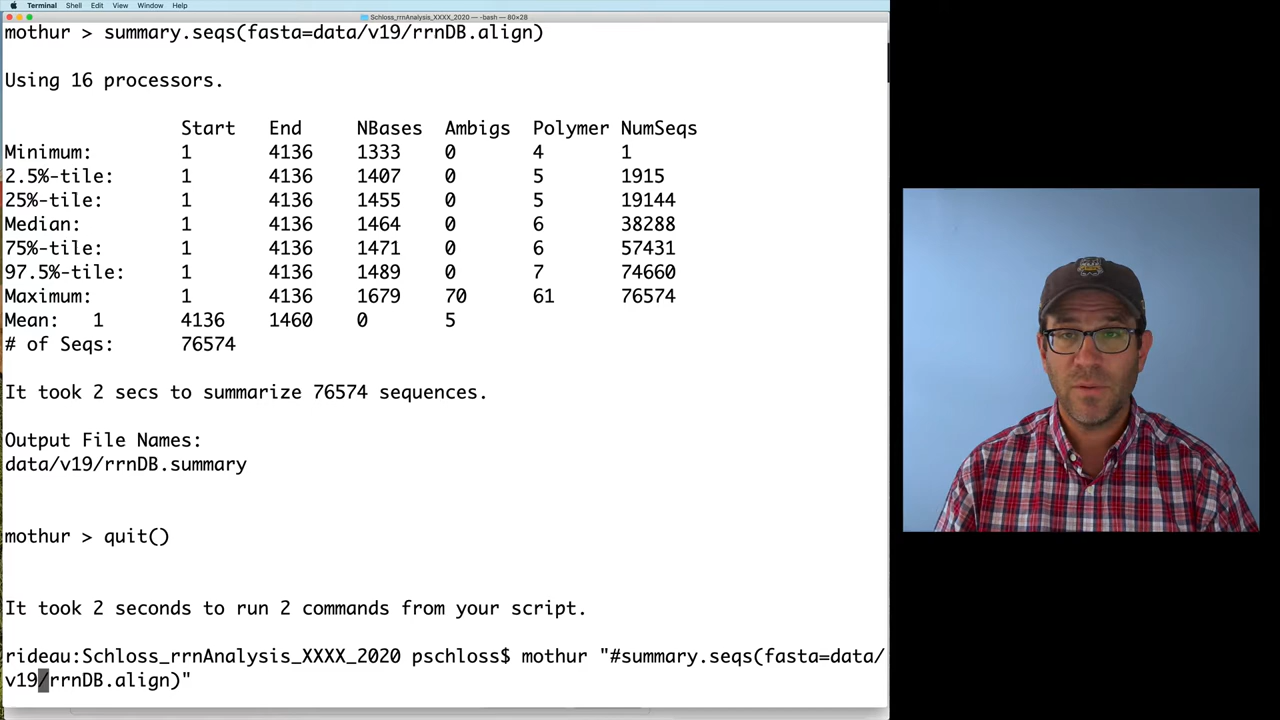 Terminal Shell Edit View Window Help
Schloss_rrnAnalysis_XXXX_2020 — -bash — 80×28
mothur > summary.seqs(fasta=data/v19/rrnDB.align)
Using 16 processors.
Start End NBases Ambigs Polymer NumSeqs
Minimum: 1 4136 1333 0 4 1
2.5%-tile: 1 4136 1407 0 5 1915
25%-tile: 1 4136 1455 0 5 19144
Median: 1 4136 1464 0 6 38288
75%-tile: 1 4136 1471 0 6 57431
97.5%-tile: 1 4136 1489 0 7 74660
Maximum: 1 4136 1679 70 61 76574
Mean: 1 4136 1460 0 5
# of Seqs: 76574
It took 2 secs to summarize 76574 sequences.
Output File Names:
data/v19/rrnDB.summary
mothur > quit()
It took 2 seconds to run 2 commands from your script.
rideau:Schloss_rrnAnalysis_XXXX_2020 pschloss$ mothur "#summary.seqs(fasta=data/
v19/rrnDB.align)"